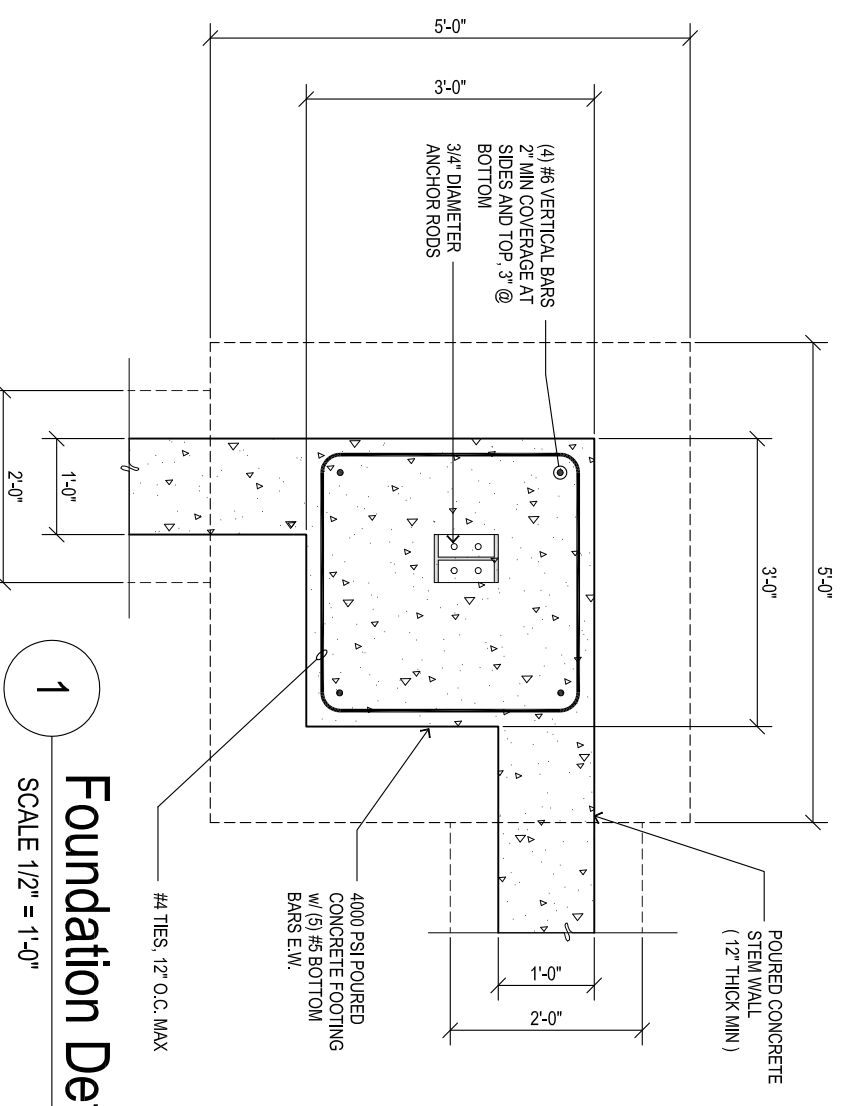 5'-0"
3'-0"
5'-0"
3'-0"
(4) #6 VERTICAL BARS
2" MIN COVERAGE AT
SIDES AND TOP, 3" @
BOTTOM
3/4" DIAMETER
ANCHOR RODS
POURED CONCRETE
STEM WALL
( 12" THICK MIN )
1'-0"
2'-0"
4000 PSI POURED
CONCRETE FOOTING
w/ (5) #5 BOTTOM
BARS E.W.
#4 TIES, 12" O.C. MAX
1'-0"
2'-0"
1
Foundation
SCALE 1/2" = 1'-0"